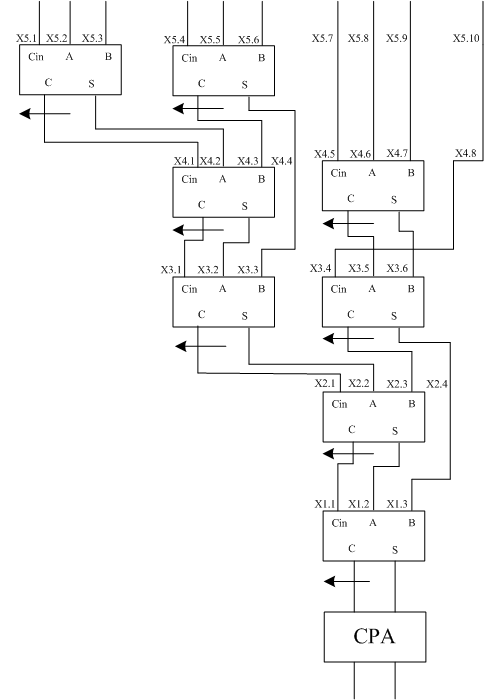 X5.1 X5.2 X5.3 X5.4 X5.5 X5.6 X5.7 X5.8 X5.9 X5.10
Cin A B Cin A B
C S C S
X4.1 X4.2 X4.3 X4.4 X4.5 X4.6 X4.7 X4.8
Cin A B Cin A B
C S C S
X3.1 X3.2 X3.3 X3.4 X3.5 X3.6
Cin A B Cin A B
C S C S
X2.1 X2.2 X2.3 X2.4
Cin A B
C S
X1.1 X1.2 X1.3
Cin A B
C S
CPA